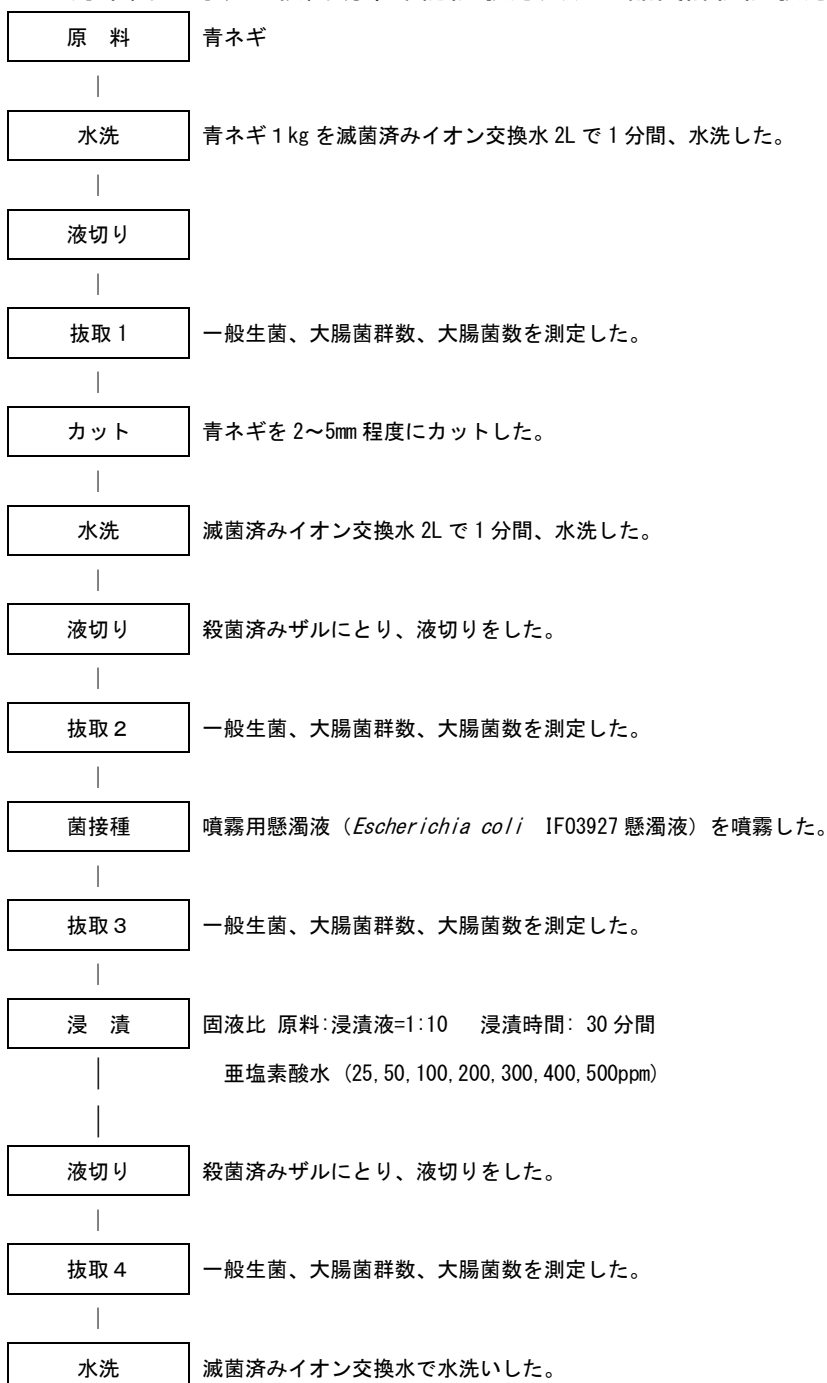 原　料　青ネギ
水洗　青ネギ１kg を滅菌済みイオン交換水 2L で 1 分間、水洗した。
液切り
抜取 1　一般生菌、大腸菌群数、大腸菌数を測定した。
カット　青ネギを 2～5mm 程度にカットした。
水洗　滅菌済みイオン交換水 2L で 1 分間、水洗した。
液切り　殺菌済みザルにとり、液切りをした。
抜取２　一般生菌、大腸菌群数、大腸菌数を測定した。
菌接種　噴霧用懸濁液（Escherichia coli　IFO3927 懸濁液）を噴霧した。
抜取３　一般生菌、大腸菌群数、大腸菌数を測定した。
浸　漬　固液比 原料:浸漬液=1:10　浸漬時間: 30 分間
亜塩素酸水 (25,50,100,200,300,400,500ppm)
液切り　殺菌済みザルにとり、液切りをした。
抜取４　一般生菌、大腸菌群数、大腸菌数を測定した。
水洗　滅菌済みイオン交換水で水洗いした。